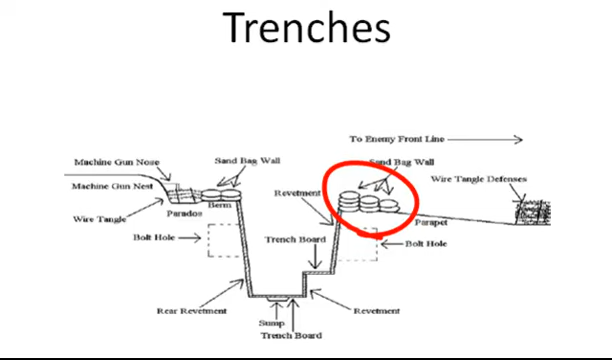 Trenches
To Enemy Front Line
Machine Gun Nose
Sand Bag Wall
Sand Bag Wall
Machine Gun Nest
Revetment
Wire Tangle Defenses
Wire Tangle
Parados
Berm
Parapet
Bolt Hole
Trench Board
Bolt Hole
Rear Revetment
Sump
Revetment
Trench Board